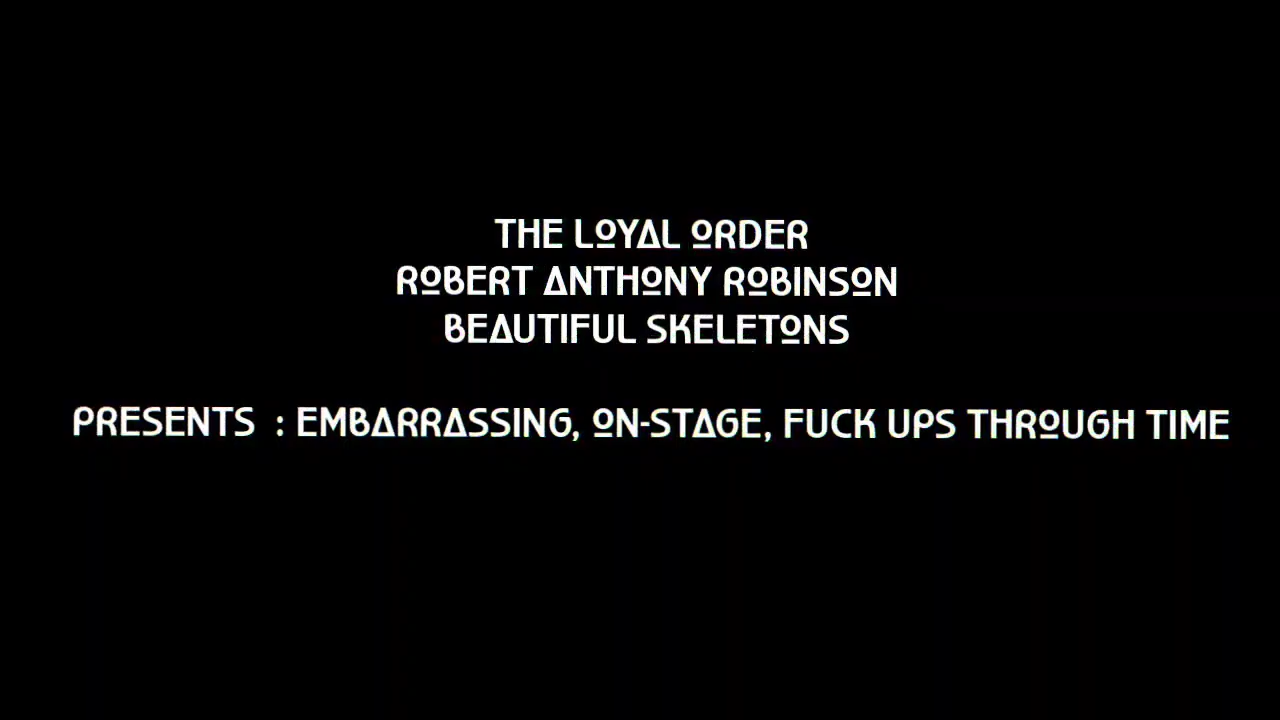 THE LOYAL ORDER
ROBERT ANTHONY ROBINSON
BEAUTIFUL SKELETONS
PRESENTS : EMBARRASSING, ON-STAGE, FUCK UPS THROUGH TIME